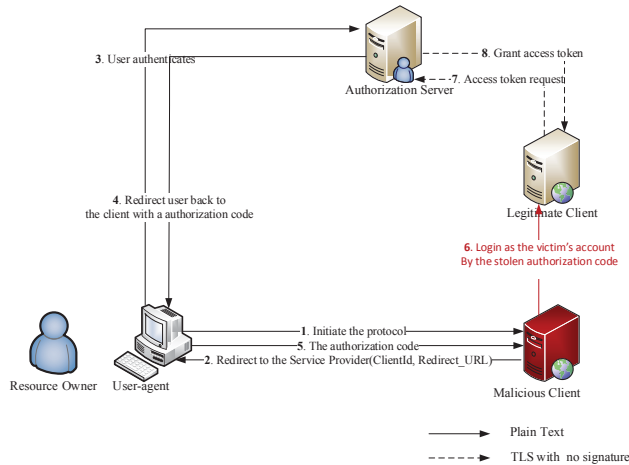 8. Grant access token
3. User authenticates
7. Access token request
Authorization Server
4. Redirect user back to
the client with a authorization code
Legitimate Client
6. Login as the victim's account
By the stolen authorization code
1. Initiate the protocol
5. The authorization code
2. Redirect to the Service Provider(ClientId, Redirect_URL)
Resource Owner
User-agent
Malicious Client
Plain Text
TLS with no signature